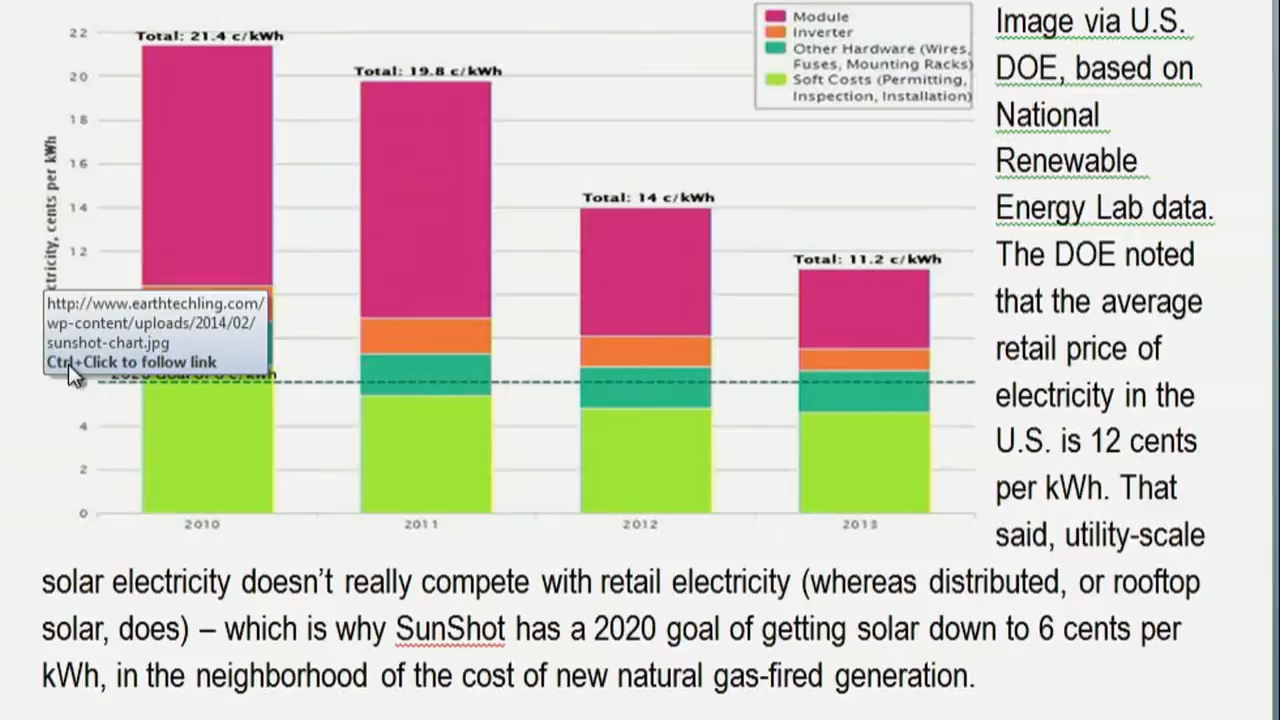 Total: 21.4 c/kWh
Total: 19.8 c/kWh
Total: 14 c/kWh
Total: 11.2 c/kWh
Module
Inverter
Other Hardware (Wires,
Fuses, Mounting Racks)
Soft Costs (Permitting,
Inspection, Installation)
22
20
18
16
14
12
4
2
0
cents per kWh
http://www.earthtechling.com/
wp-content/uploads/2014/02/
sunshot-chart.jpg
Ctrl+Click to follow link
2010
2011
2012
2013
Image via U.S.
DOE, based on
National
Renewable
Energy Lab data.
The DOE noted
that the average
retail price of
electricity in the
U.S. is 12 cents
per kWh. That
said, utility-scale
solar electricity doesn’t really compete with retail electricity (whereas distributed, or rooftop
solar, does) – which is why SunShot has a 2020 goal of getting solar down to 6 cents per
kWh, in the neighborhood of the cost of new natural gas-fired generation.